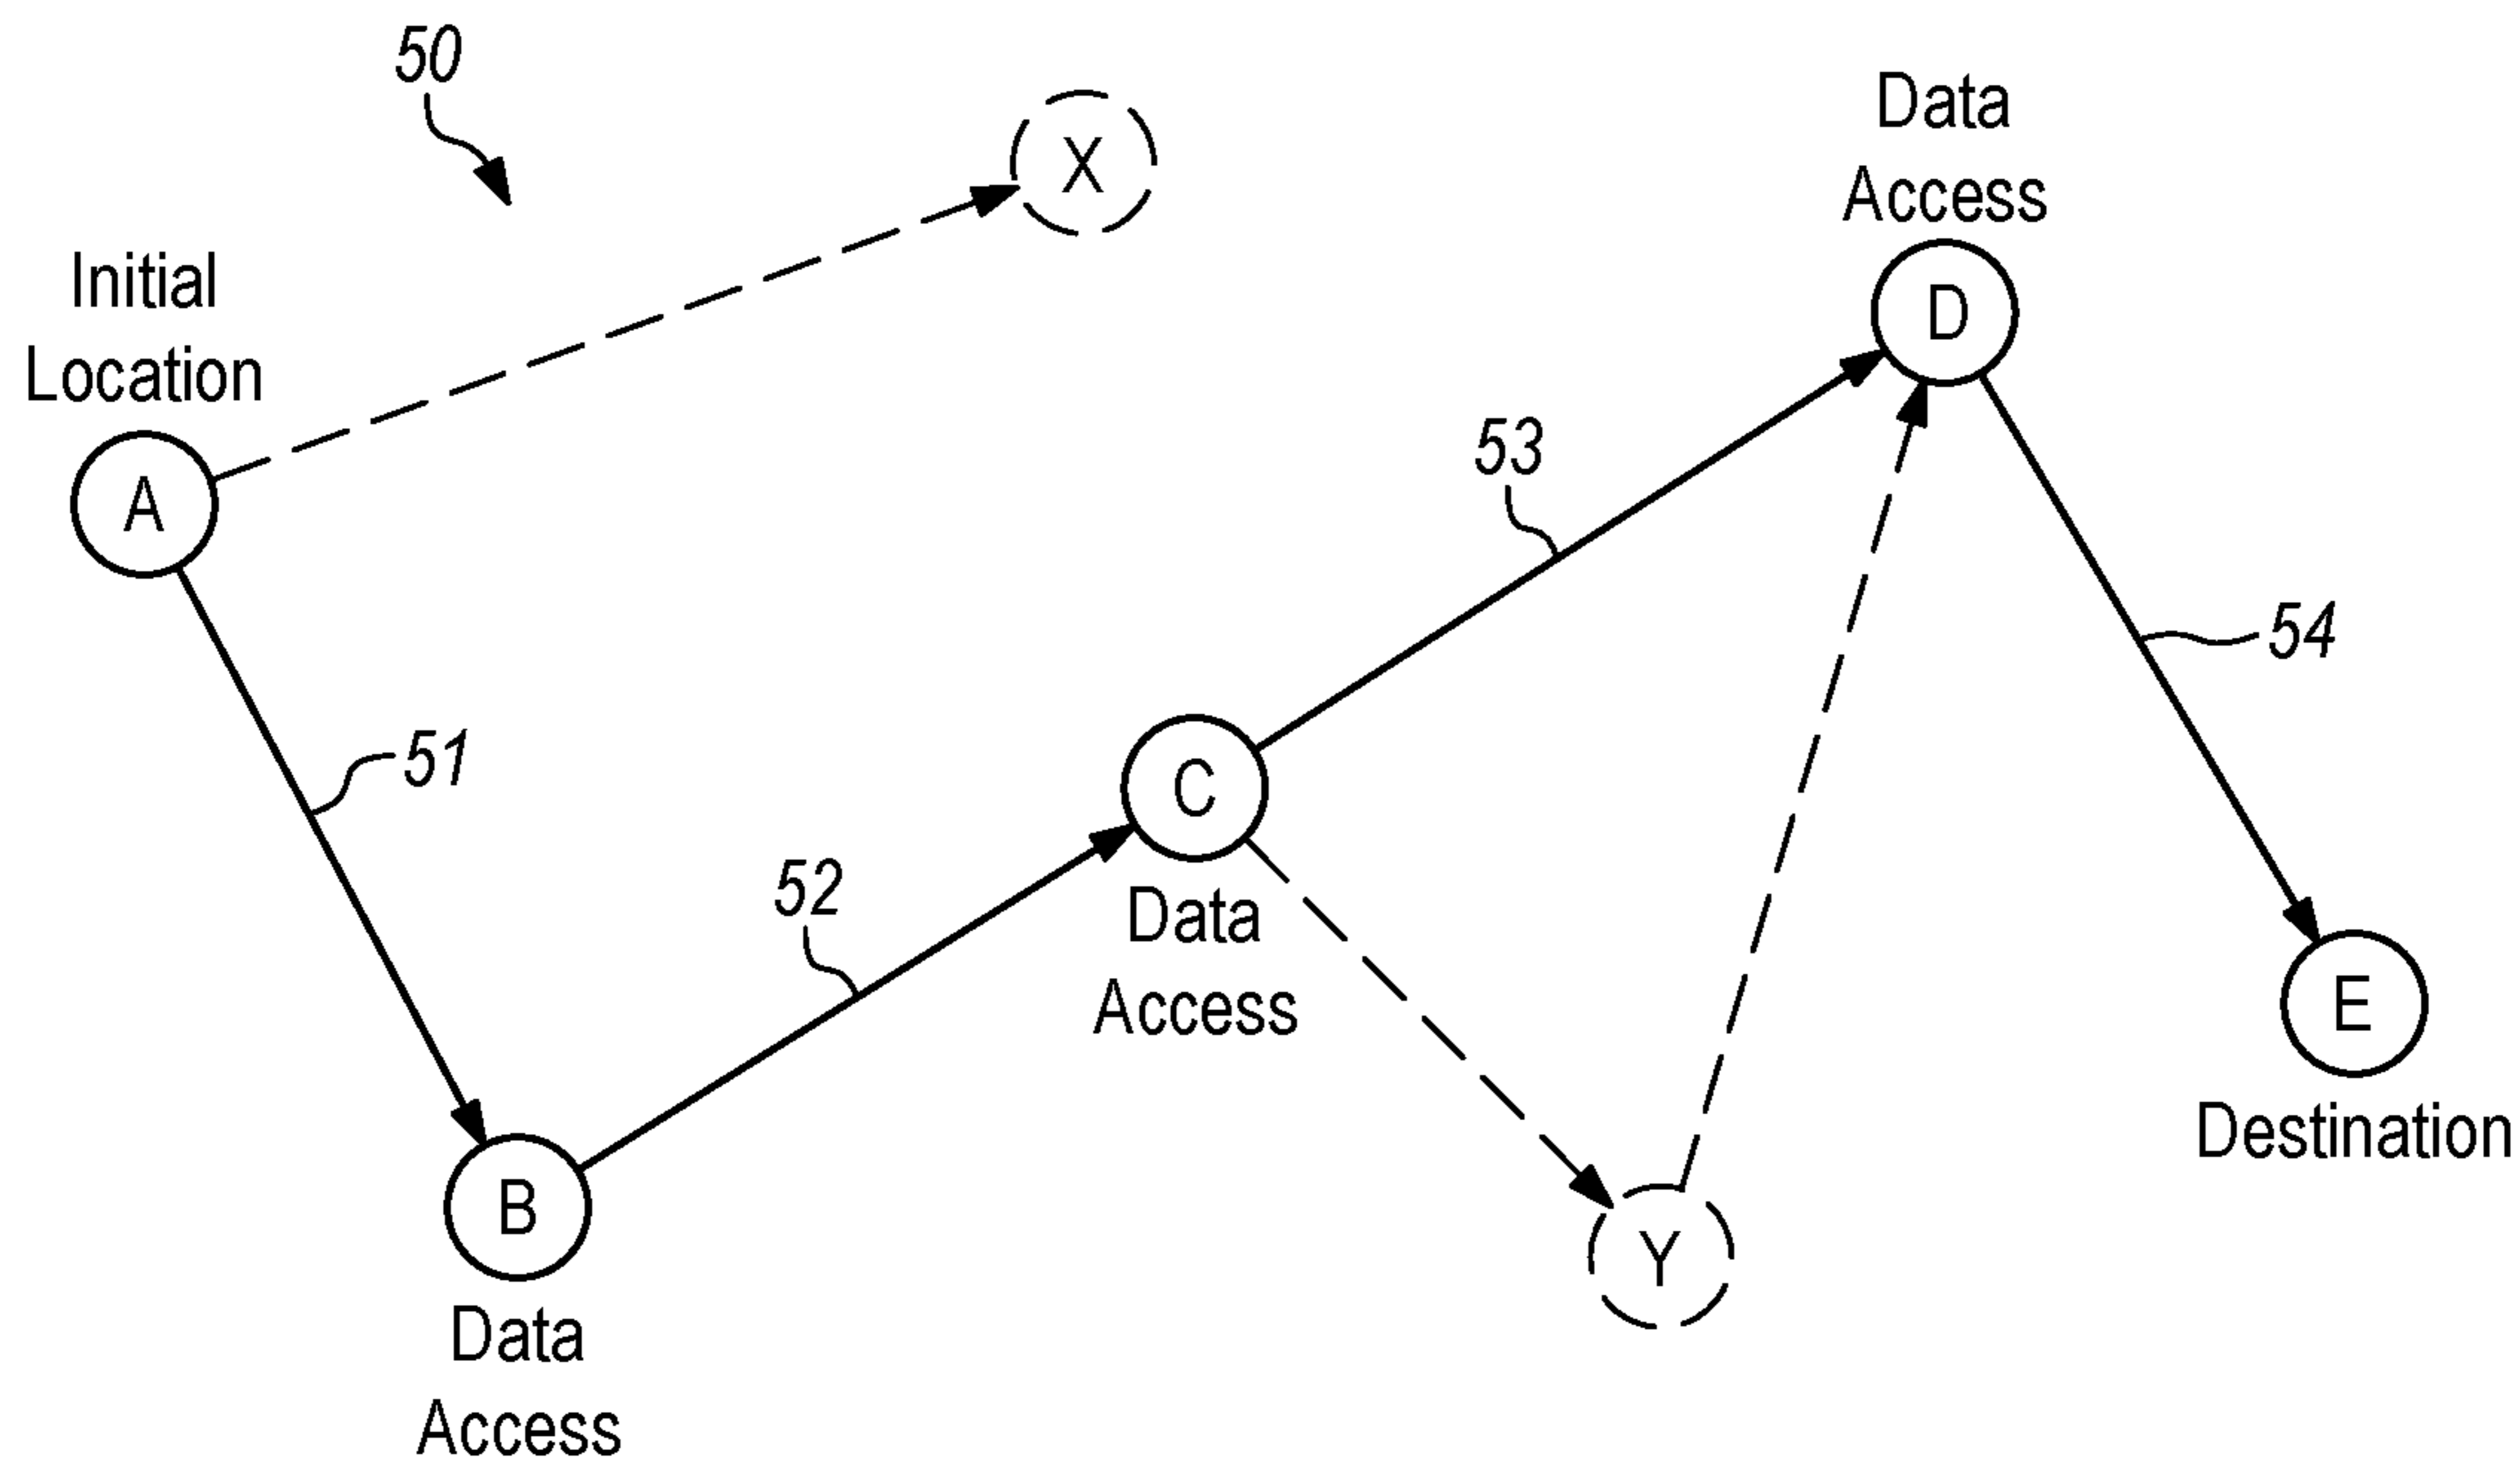 50
X
Data
Access
D
Initial
Location
A
53
54
51
C
52
Data
Access
E
Destination
B
Y
Data
Access